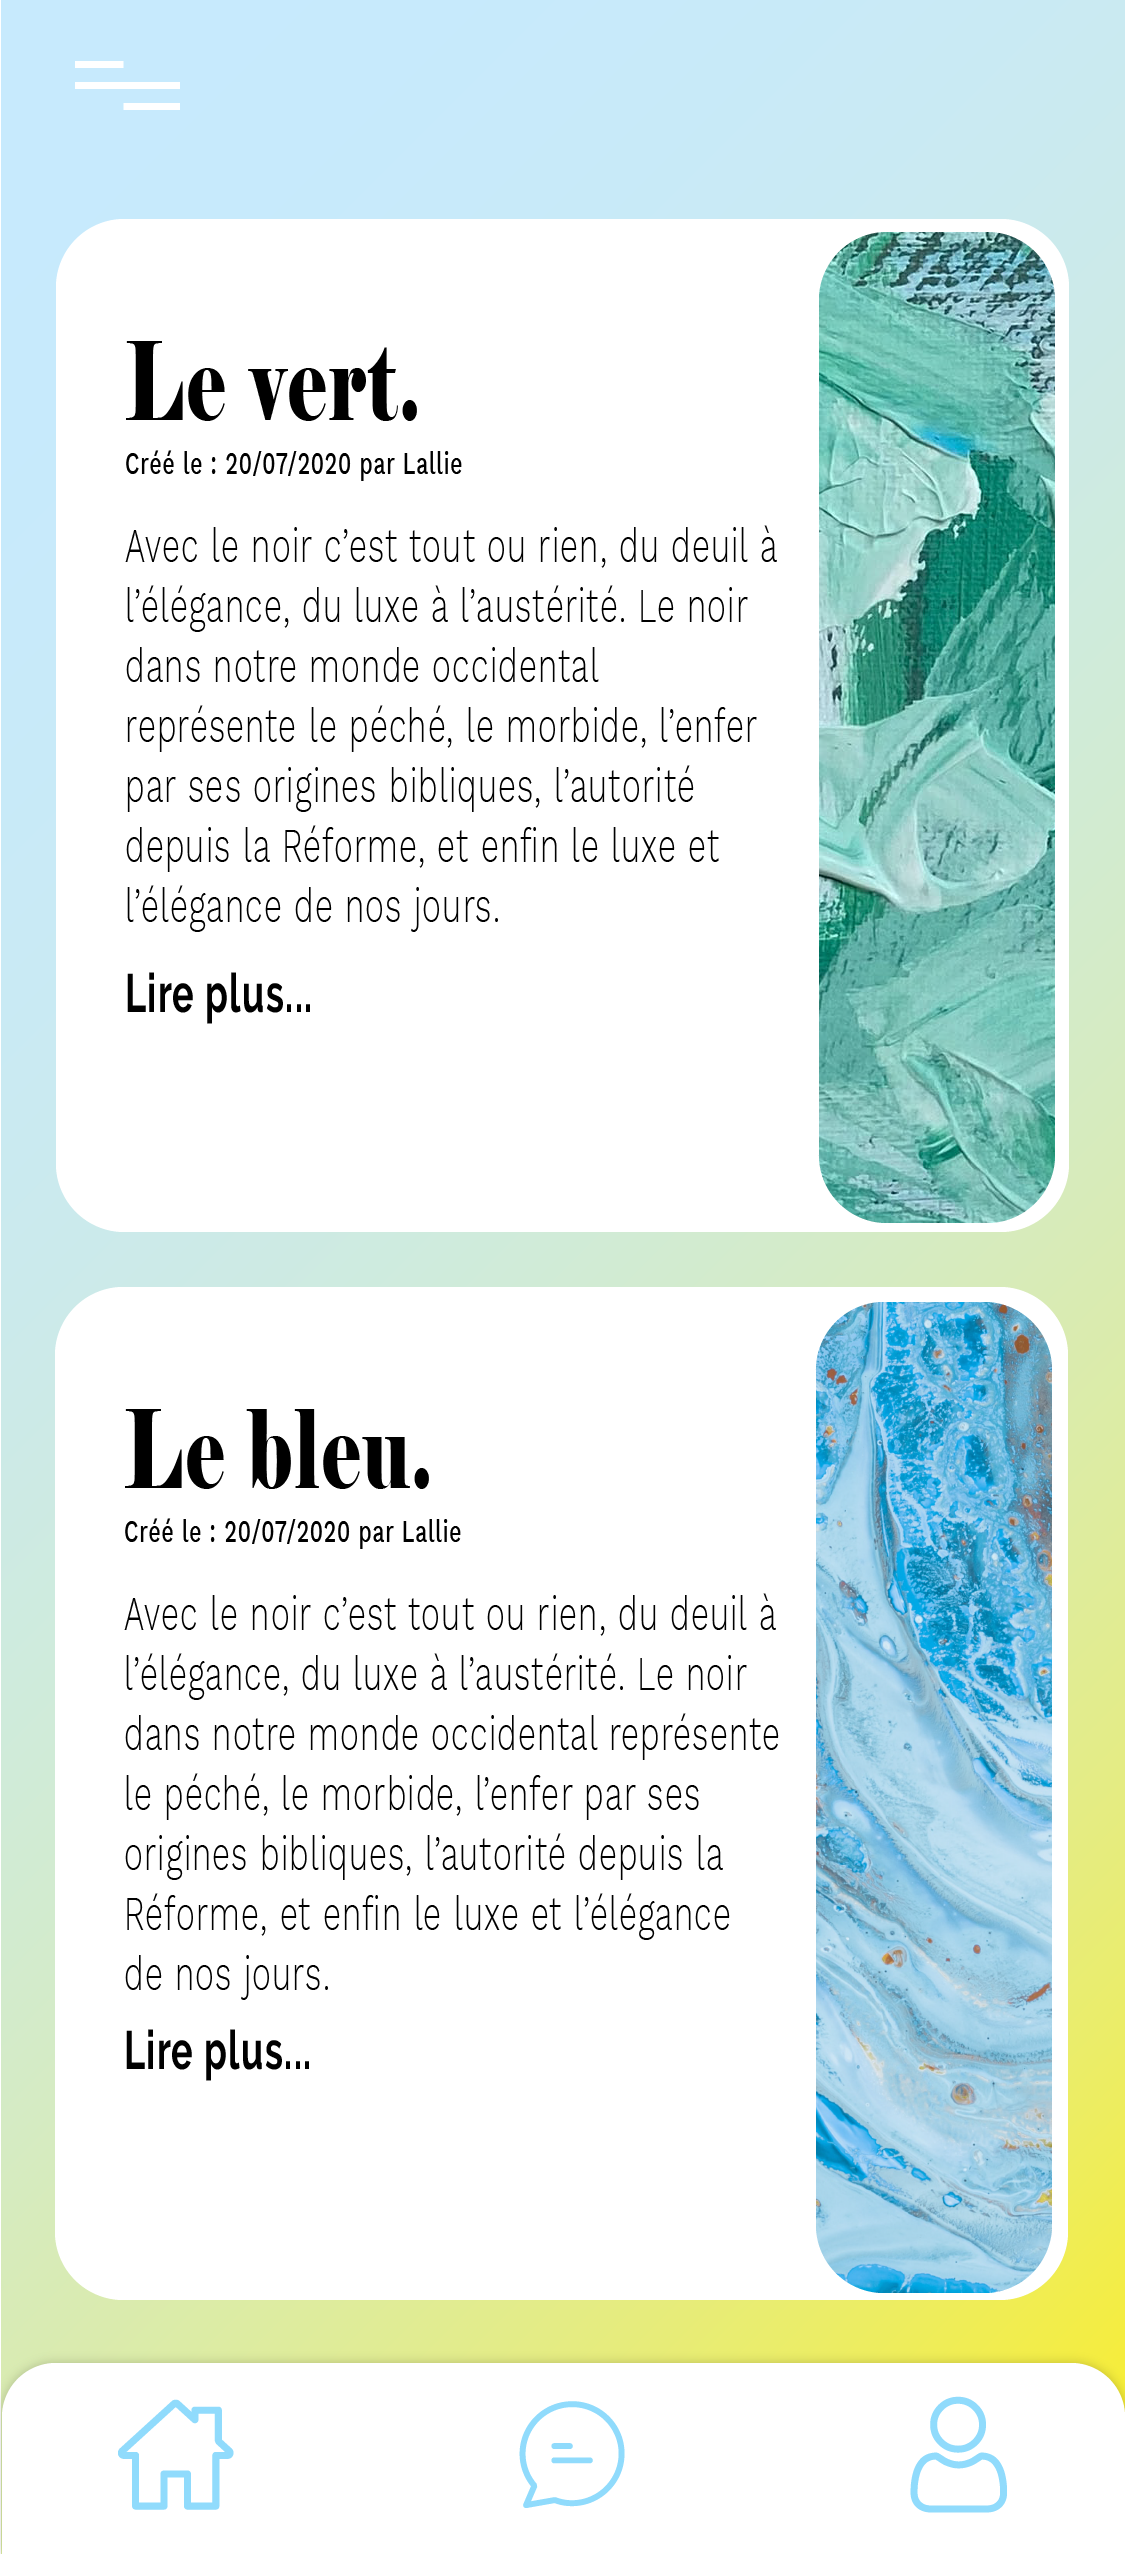 Le vert.
Créé le : 20/07/2020 par Lallie
Avec le noir c’est tout ou rien, du deuil à
l’élégance, du luxe à l’austérité. Le noir
dans notre monde occidental
représente le péché, le morbide, l’enfer
par ses origines bibliques, l’autorité
depuis la Réforme, et enfin le luxe et
l’élégance de nos jours.
Lire plus...
Le bleu.
Créé le : 20/07/2020 par Lallie
Avec le noir c’est tout ou rien, du deuil à
l’élégance, du luxe à l’austérité. Le noir
dans notre monde occidental représente
le péché, le morbide, l’enfer par ses
origines bibliques, l’autorité depuis la
Réforme, et enfin le luxe et l’élégance
de nos jours.
Lire plus...